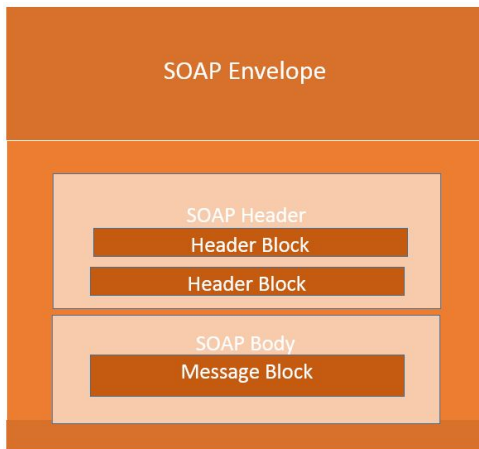 SOAP Envelope
SOAP Header
Header Block
Header Block
SOAP Body
Message Block